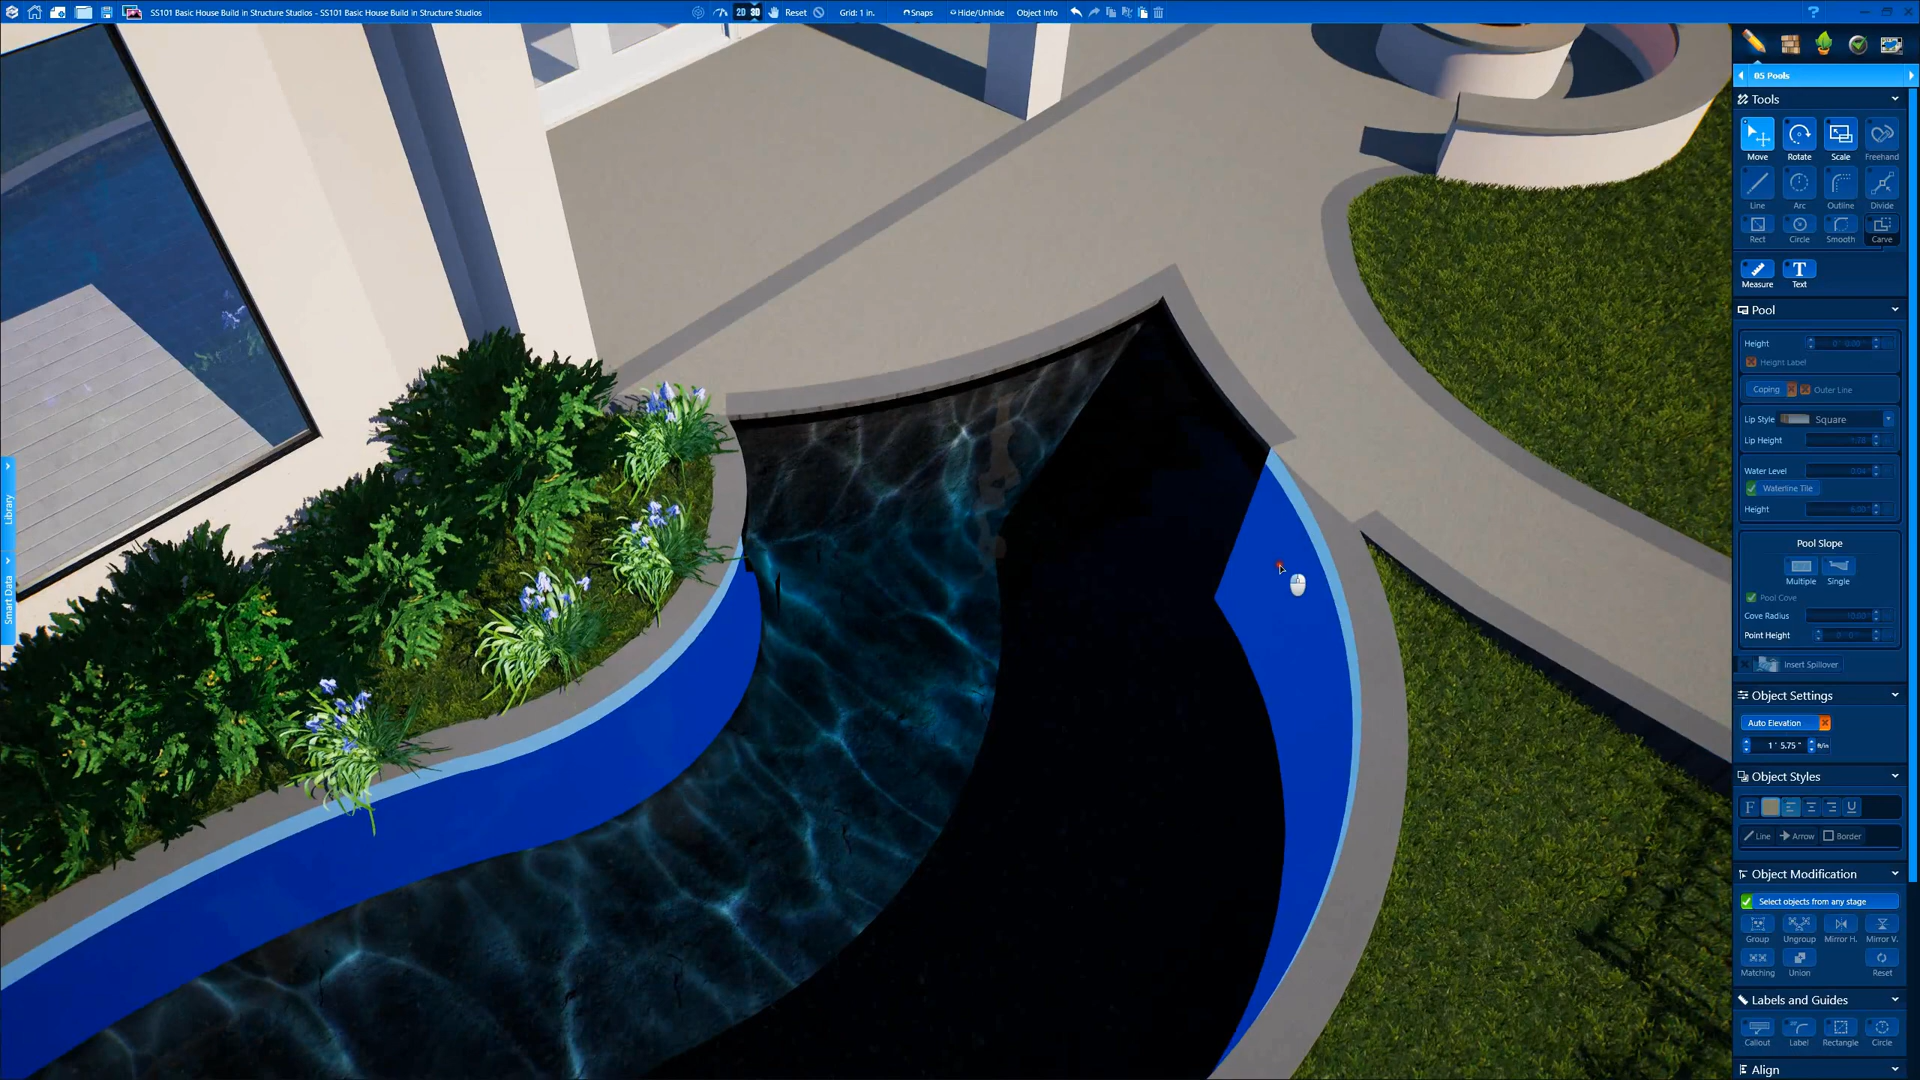 SS101 Basic House Build in Structure Studios - SS101 Basic House Build in Structure Studios
2D 3D
Reset
Grid: 1 in.
Snaps
Hide/Unhide
Object Info
?
05 Pools
Tools
Move
Rotate
Scale
Freehand
Line
Arc
Outline
Divide
Rect
Circle
Smooth
Carve
Measure
Text
Pool
Height
Height Label
Coping
Outer Line
Lip Style
Square
Lip Height
Water Level
Waterline Tile
Height
Pool Slope
Multiple
Single
Pool Cove
Cove Radius
Point Height
Insert Spillover
Object Settings
Auto Elevation
1' 5.75"
ft/in
Object Styles
F
U
Line
Arrow
Border
Object Modification
Select objects from any stage
Group
Ungroup
Mirror H.
Mirror V.
Matching
Union
Reset
Labels and Guides
Callout
Label
Rectangle
Circle
Align
Library
Smart Data